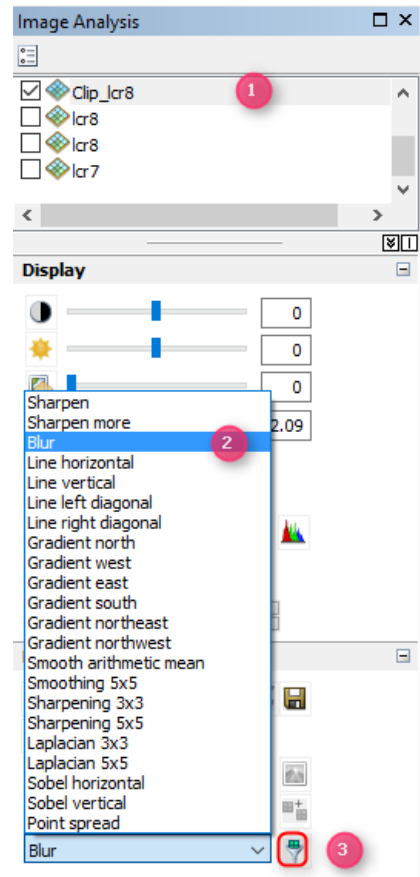 Image Analysis
Clip_lcr8
1
lcr8
lcr8
lcr7
Display
0
0
0
2.09
Sharpen
Sharpen more
Blur
2
Line horizontal
Line vertical
Line left diagonal
Line right diagonal
Gradient north
Gradient west
Gradient east
Gradient south
Gradient northeast
Gradient northwest
Smooth arithmetic mean
Smoothing 5x5
Sharpening 3x3
Sharpening 5x5
Laplacian 3x3
Laplacian 5x5
Sobel horizontal
Sobel vertical
Point spread
Blur
3